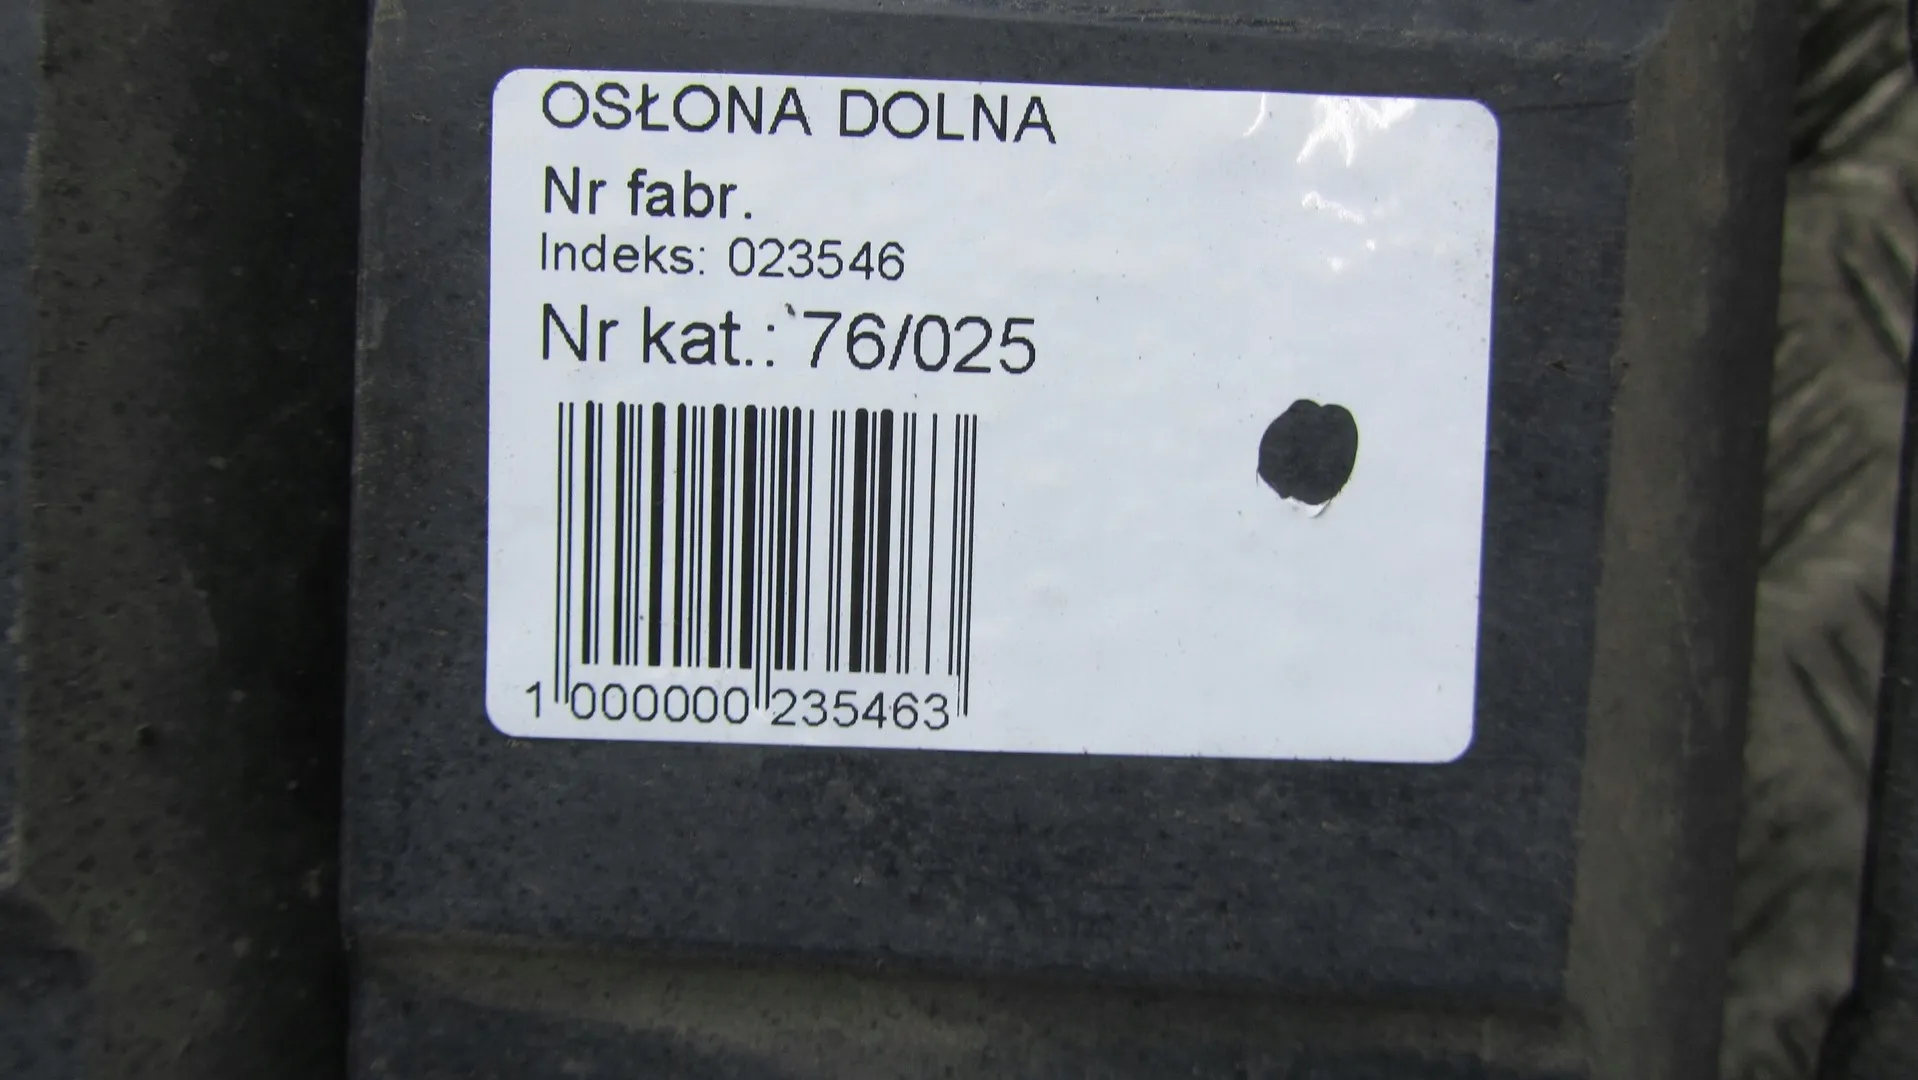 OSŁONA DOLNA
Nr fabr.
Indeks: 023546
Nr kat.: 76/025
1 000000 235463